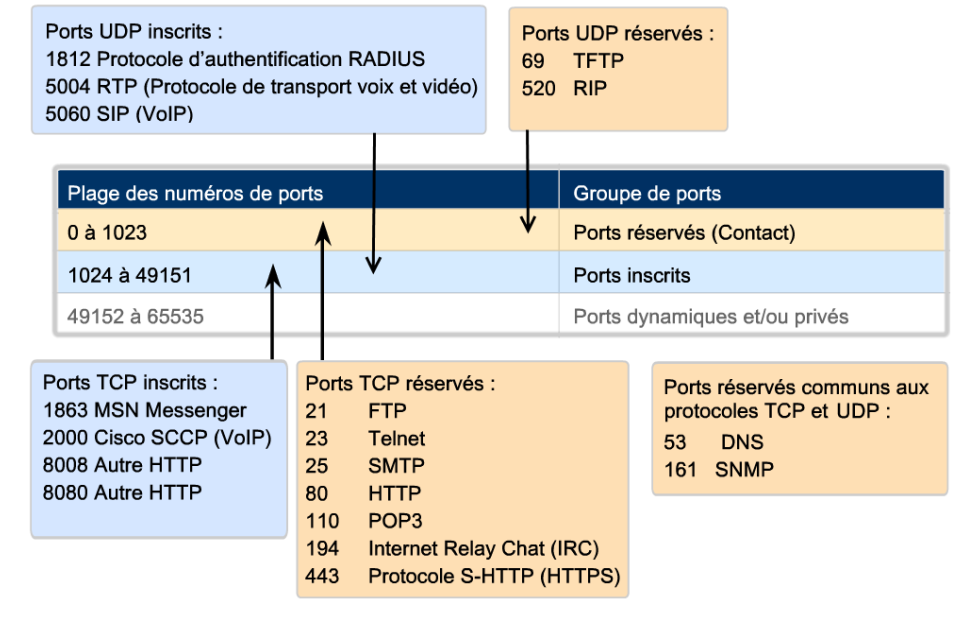 Ports UDP inscrits :
1812 Protocole d'authentification RADIUS
5004 RTP (Protocole de transport voix et vidéo)
5060 SIP (VoIP)
Ports UDP réservés :
69 TFTP
520 RIP
Plage des numéros de ports Groupe de ports
0 à 1023 Ports réservés (Contact)
1024 à 49151 Ports inscrits
49152 à 65535 Ports dynamiques et/ou privés
Ports TCP inscrits :
1863 MSN Messenger
2000 Cisco SCCP (VoIP)
8008 Autre HTTP
8080 Autre HTTP
Ports TCP réservés :
21 FTP
23 Telnet
25 SMTP
80 HTTP
110 POP3
194 Internet Relay Chat (IRC)
443 Protocole S-HTTP (HTTPS)
Ports réservés communs aux
protocoles TCP et UDP :
53 DNS
161 SNMP